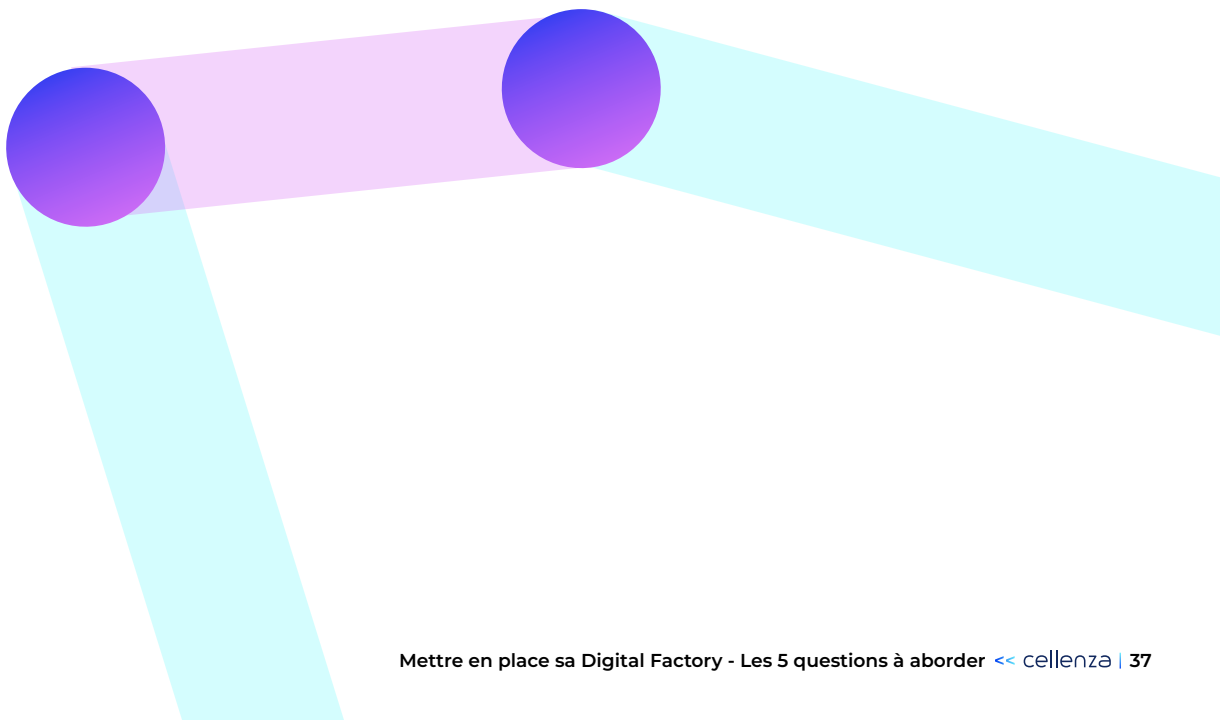 Mettre en place sa Digital Factory - Les 5 questions à aborder << cellenza | 37